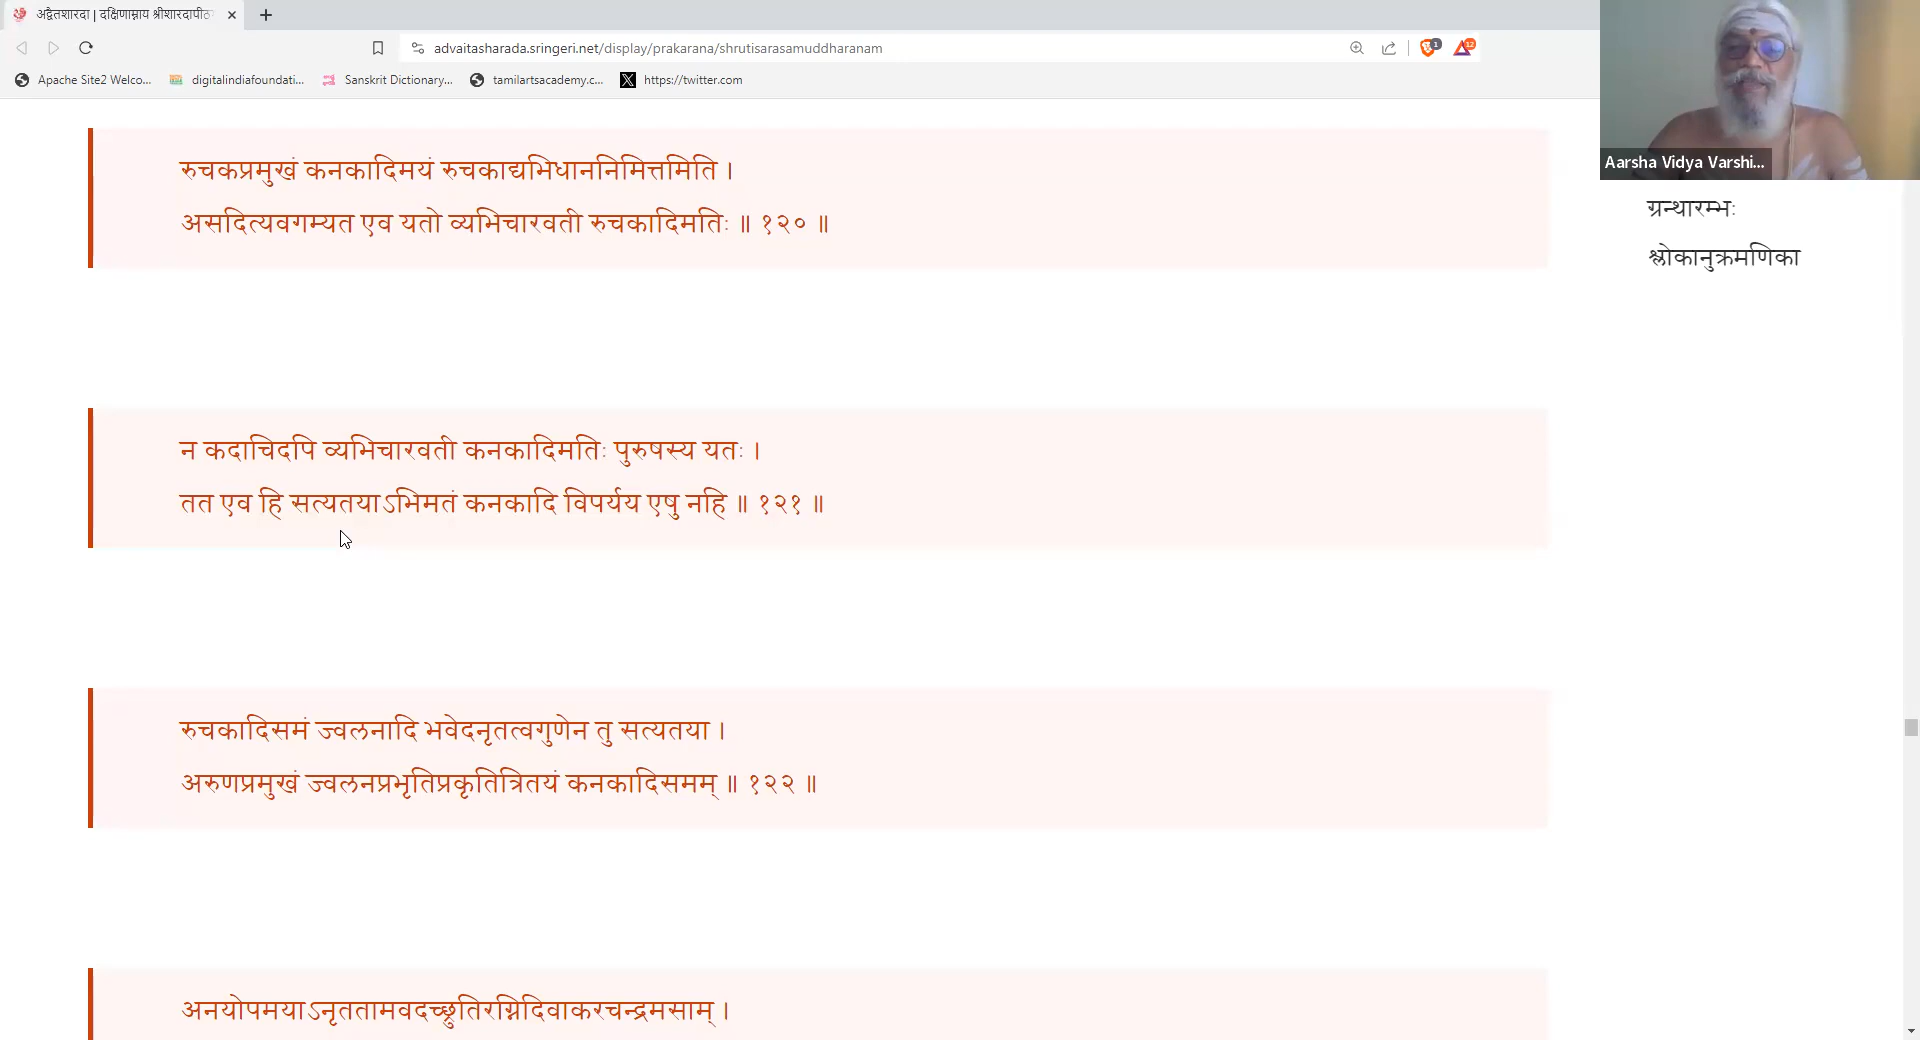 अद्वैतशारदा | दक्षिणाम्नाय श्रीशारदापीठ
advaitasharada.sringeri.net/display/prakarana/shrutisarasamuddharanam
1
12
Apache Site2 Welco...
digitalindiafoundati...
Sanskrit Dictionary...
tamilartsacademy.c...
https://twitter.com
Aarsha Vidya Varshi...
ग्रन्थारम्भः
श्लोकानुक्रमणिका
रुचकप्रमुखं कनकादिमयं रुचकाद्यभिधाननिमित्तमिति ।
असदित्यवगम्यत एव यतो व्यभिचारवती रुचकादिमतिः ॥ १२० ॥
न कदाचिदपि व्यभिचारवती कनकादिमतिः पुरुषस्य यतः ।
तत एव हि सत्यतयाऽभिमतं कनकादि विपर्यय एषु नहि ॥ १२१ ॥
रुचकादिसमं ज्वलनादि भवेदनृतत्वगुणेन तु सत्यतया ।
अरुणप्रमुखं ज्वलनप्रभृतिप्रकृतित्रितयं कनकादिसमम् ॥ १२२ ॥
अनयोपमयाऽनृततामवदच्छ्रुतिरग्निदिवाकरचन्द्रमसाम् ।